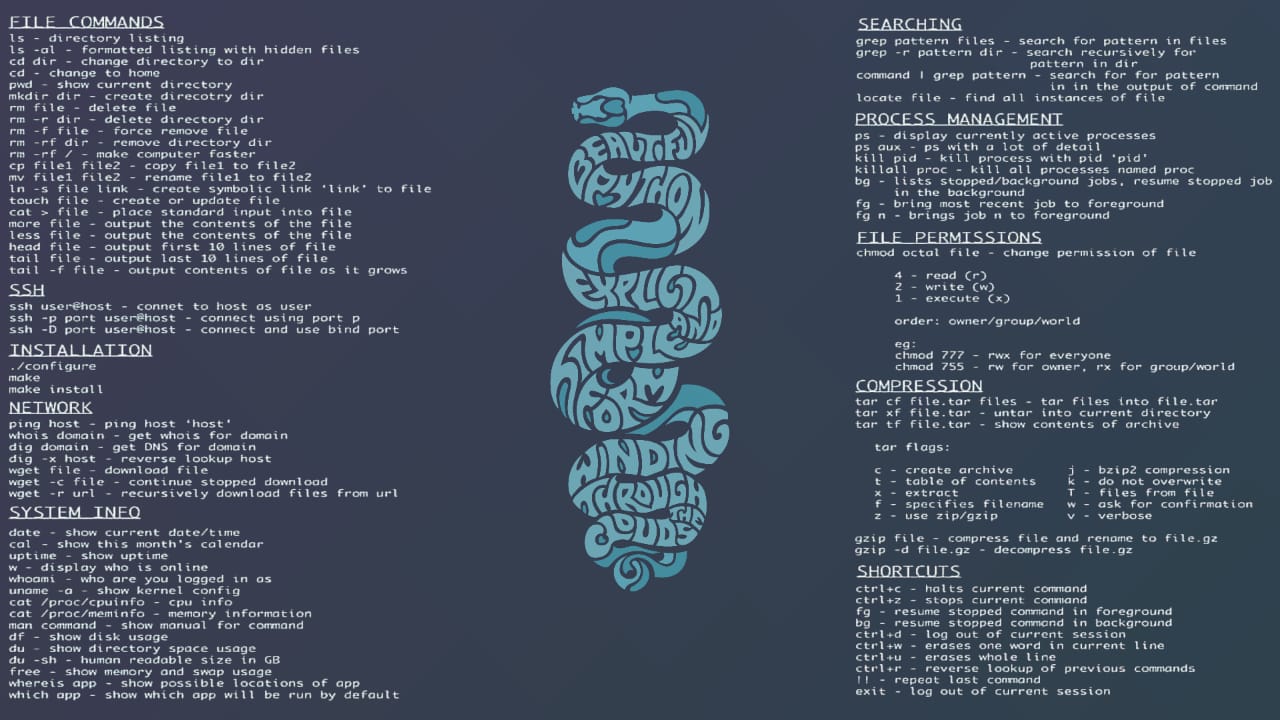 FILE COMMANDS
ls - directory listing
ls -al - formatted listing with hidden files
cd dir - change directory to dir
cd - change to home
pwd - show current directory
mkdir dir - create direcotry dir
rm file - delete file
rm -r dir - delete directory dir
rm -f file - force remove file
rm -rf dir - remove directory dir
rm -rf / - make computer faster
cp file1 file2 - copy file1 to file2
mv file1 file2 - rename file1 to file2
ln -s file link - create symbolic link 'link' to file
touch file - create or update file
cat > file - place standard input into file
more file - output the contents of the file
less file - output the contents of the file
head file - output first 10 lines of file
tail file - output last 10 lines of file
tail -f file - output contents of file as it grows
SSH
ssh user@host - connet to host as user
ssh -p port user@host - connect using port p
ssh -D port user@host - connect and use bind port
INSTALLATION
./configure
make
make install
NETWORK
ping host - ping host 'host'
whois domain - get whois for domain
dig domain - get DNS for domain
dig -x host - reverse lookup host
wget file - download file
wget -c file - continue stopped download
wget -r url - recursively download files from url
SYSTEM INFO
date - show current date/time
cal - show this month's calendar
uptime - show uptime
w - display who is online
whoami - who are you logged in as
uname -a - show kernel config
cat /proc/cpuinfo - cpu info
cat /proc/meminfo - memory information
man command - show manual for command
df - show disk usage
du - show directory space usage
du -sh - human readable size in GB
free - show memory and swap usage
whereis app - show possible locations of app
which app - show which app will be run by default
BEAUTIFUL
PYTHON
EXPLICIT
AND
SIMPLE
FORM
WINDING
THROUGH
THE
CLOUDS
SEARCHING
grep pattern files - search for pattern in files
grep -r pattern dir - search recursively for
pattern in dir
command | grep pattern - search for for pattern
in in the output of command
locate file - find all instances of file
PROCESS MANAGEMENT
ps - display currently active processes
ps aux - ps with a lot of detail
kill pid - kill process with pid 'pid'
killall proc - kill all processes named proc
bg - lists stopped/background jobs, resume stopped job
in the background
fg - bring most recent job to foreground
fg n - brings job n to foreground
FILE PERMISSIONS
chmod octal file - change permission of file
4 - read (r)
2 - write (w)
1 - execute (x)
order: owner/group/world
eg:
chmod 777 - rwx for everyone
chmod 755 - rw for owner, rx for group/world
COMPRESSION
tar cf file.tar files - tar files into file.tar
tar xf file.tar - untar into current directory
tar tf file.tar - show contents of archive
tar flags:
c - create archive j - bzip2 compression
t - table of contents k - do not overwrite
x - extract T - files from file
f - specifies filename w - ask for confirmation
z - use zip/gzip v - verbose
gzip file - compress file and rename to file.gz
gzip -d file.gz - decompress file.gz
SHORTCUTS
ctrl+c - halts current command
ctrl+z - stops current command
fg - resume stopped command in foreground
bg - resume stopped command in background
ctrl+d - log out of current session
ctrl+w - erases one word in current line
ctrl+u - erases whole line
ctrl+r - reverse lookup of previous commands
!! - repeat last command
exit - log out of current session